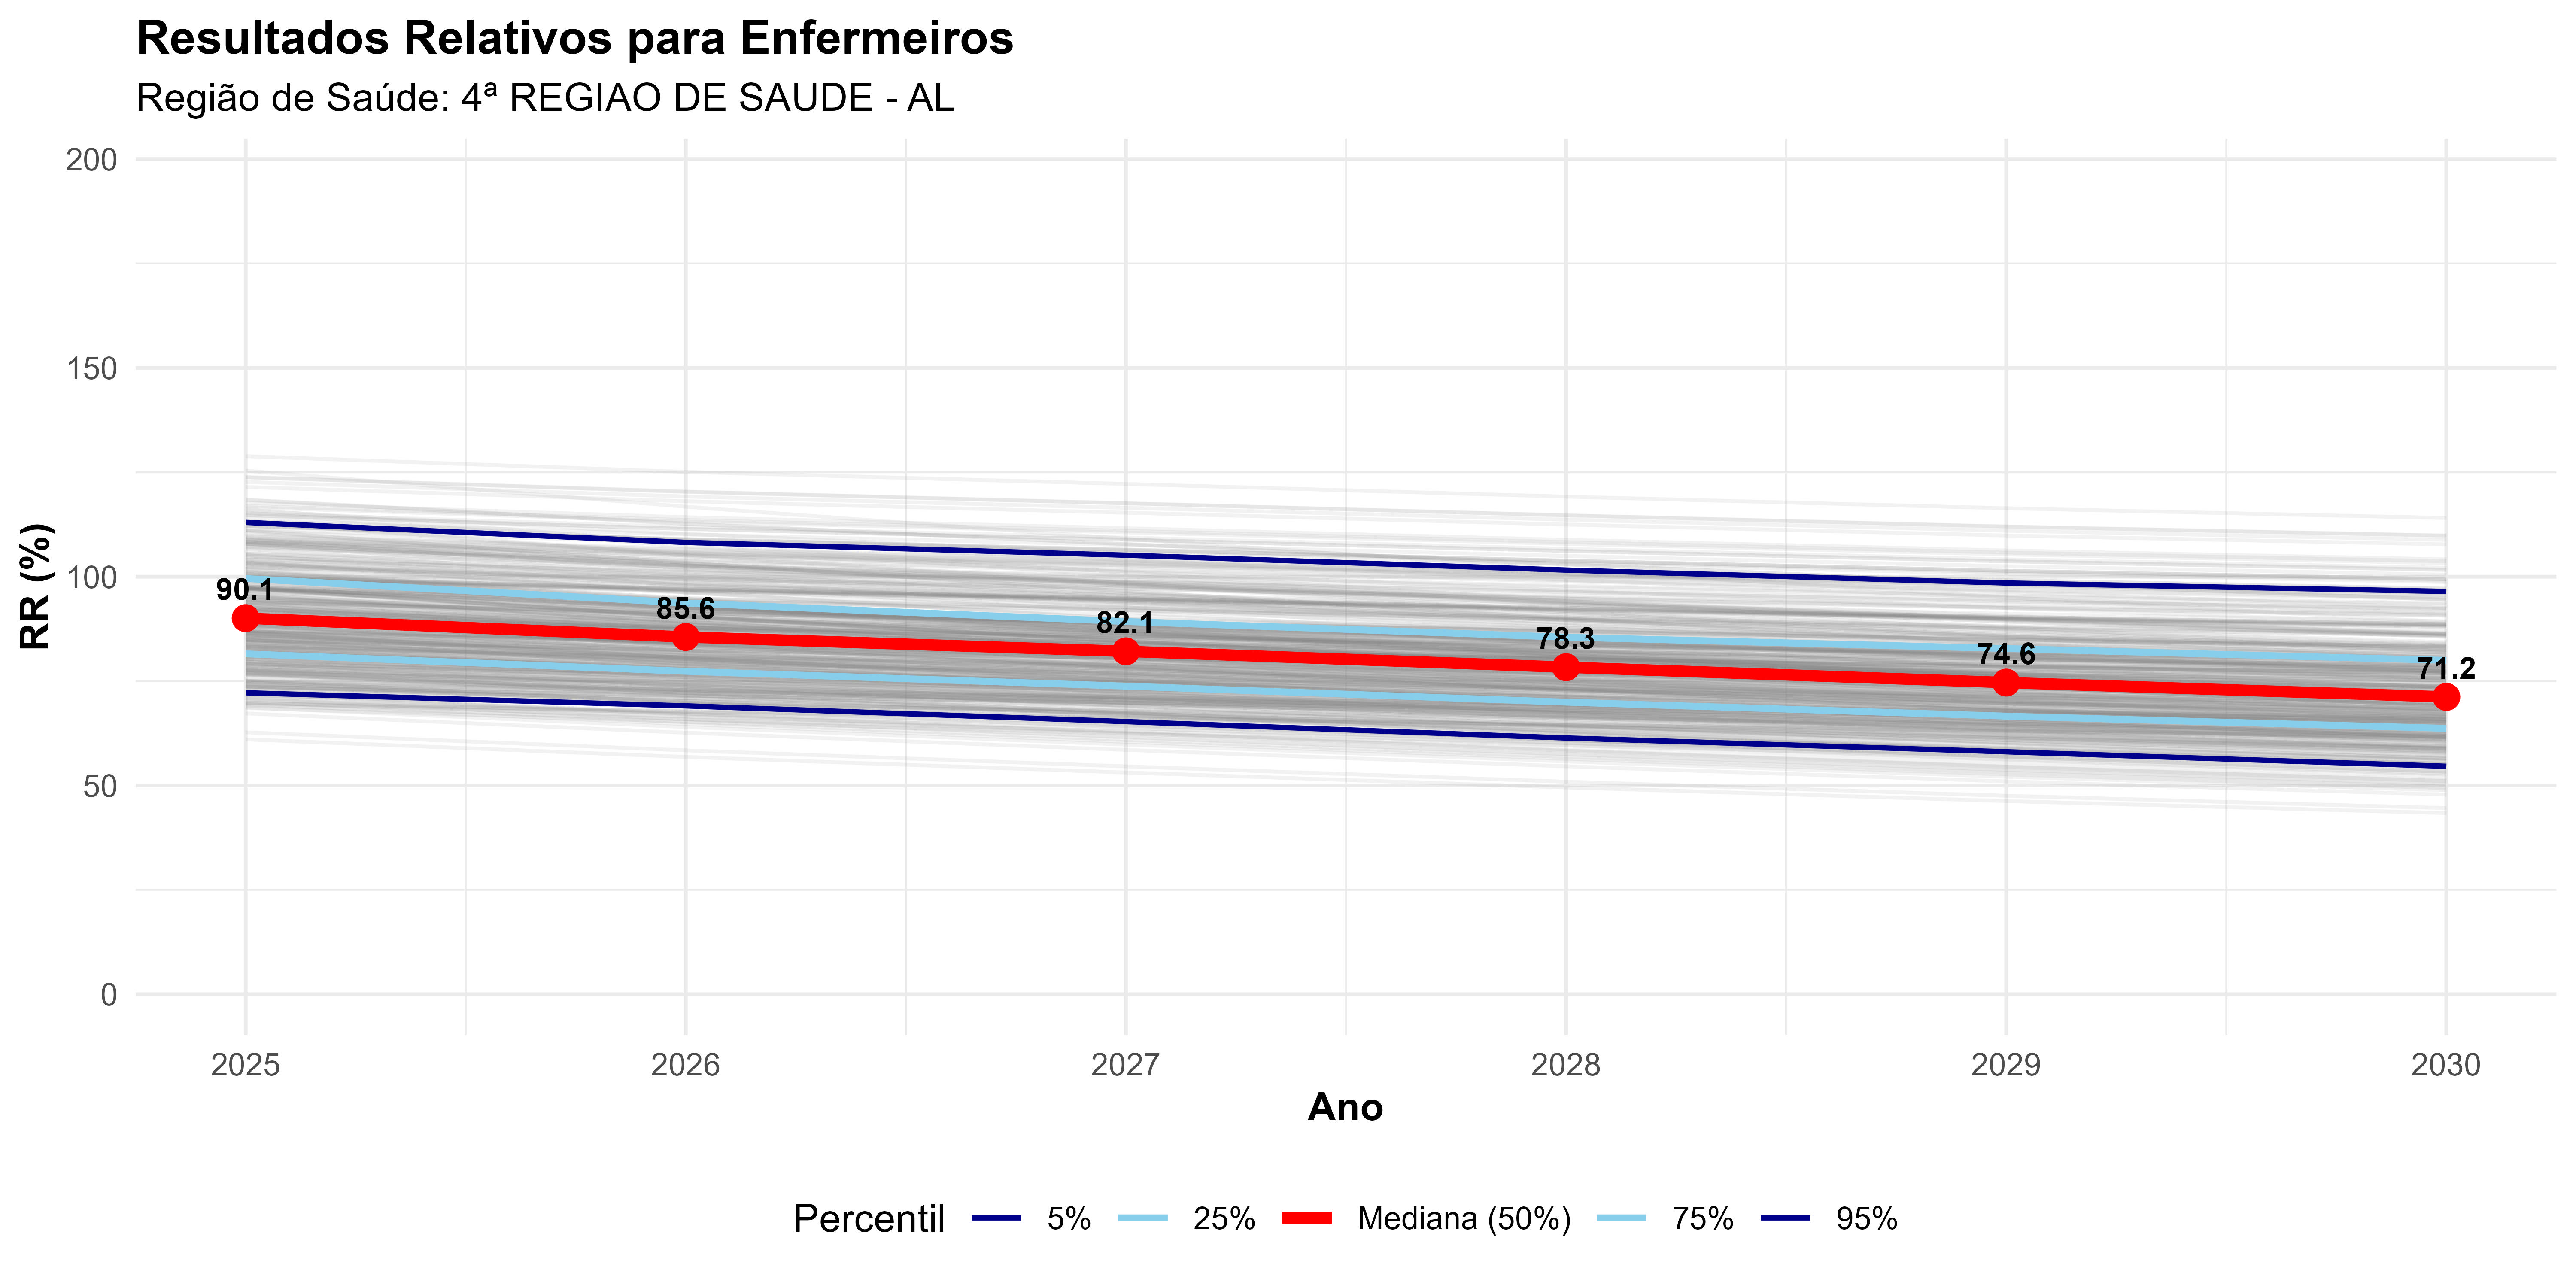 Resultados Relativos para Enfermeiros
Região de Saúde: 4ª REGIAO DE SAUDE - AL
200
150
100
50
0
RR (%)
90.1
85.6
82.1
78.3
74.6
71.2
2025 2026 2027 2028 2029 2030
Ano
Percentil 5% 25% Mediana (50%) 75% 95%